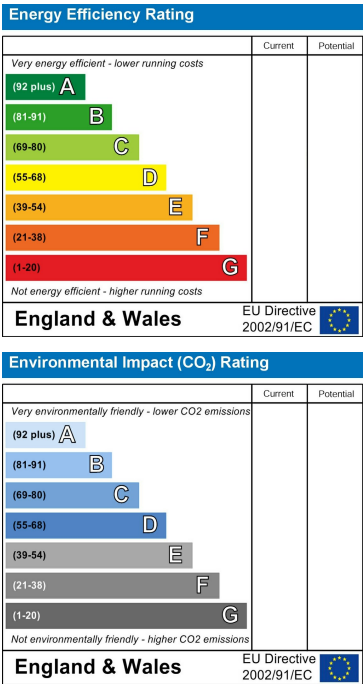 Energy Efficiency Rating
Current Potential
Very energy efficient - lower running costs
(92 plus) A
(81-91) B
(69-80) C
(55-68) D
(39-54) E
(21-38) F
(1-20) G
Not energy efficient - higher running costs
England & Wales
EU Directive
2002/91/EC
Environmental Impact (CO₂) Rating
Current Potential
Very environmentally friendly - lower CO2 emissions
(92 plus) A
(81-91) B
(69-80) C
(55-68) D
(39-54) E
(21-38) F
(1-20) G
Not environmentally friendly - higher CO2 emissions
England & Wales
EU Directive
2002/91/EC